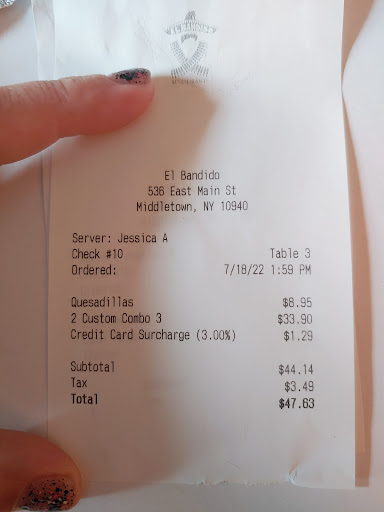 EL BANDIDO
El Bandido
536 East Main St
Middletown, NY 10940
Server: Jessica A
Check #10 Table 3
Ordered: 7/18/22 1:59 PM
Quesadillas $8.95
2 Custom Combo 3 $33.90
Credit Card Surcharge (3.00%) $1.29
Subtotal $44.14
Tax $3.49
Total $47.63